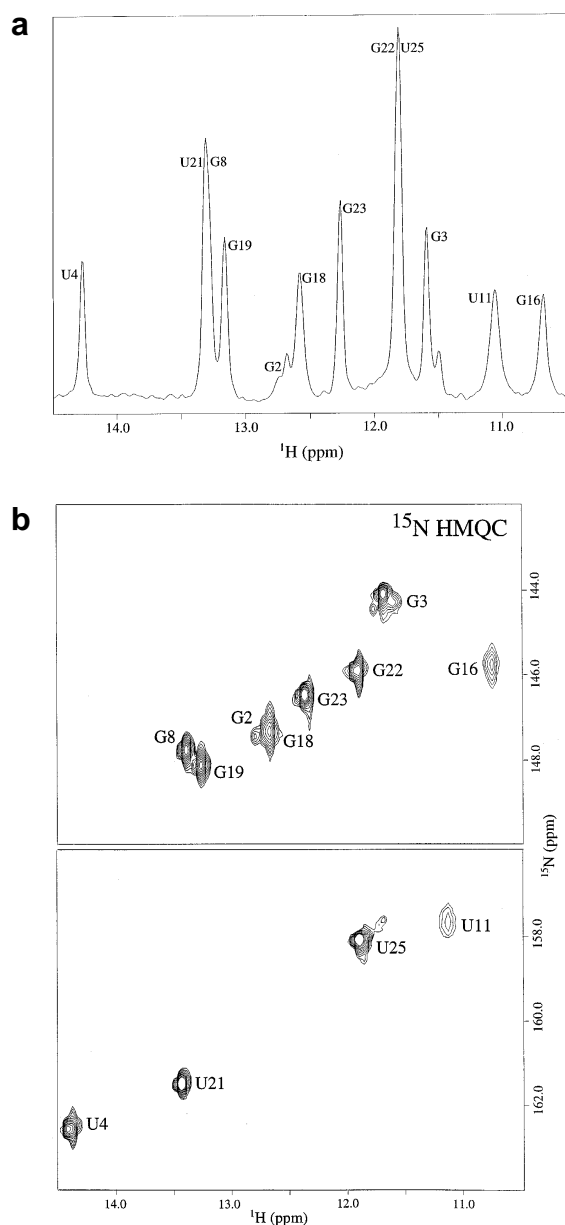 a
G22 U25
U21 G8
G23
G19
G3
U4
G18
U11 G16
G2
14.0 13.0 12.0 11.0
¹H (ppm)
b
¹⁵N HMQC
144.0
G3
G22 G16
146.0
G23
G2
G8 G18
G19
148.0
¹⁵N (ppm)
158.0
U11
U25
160.0
U21
162.0
U4
14.0 13.0 12.0 11.0
¹H (ppm)